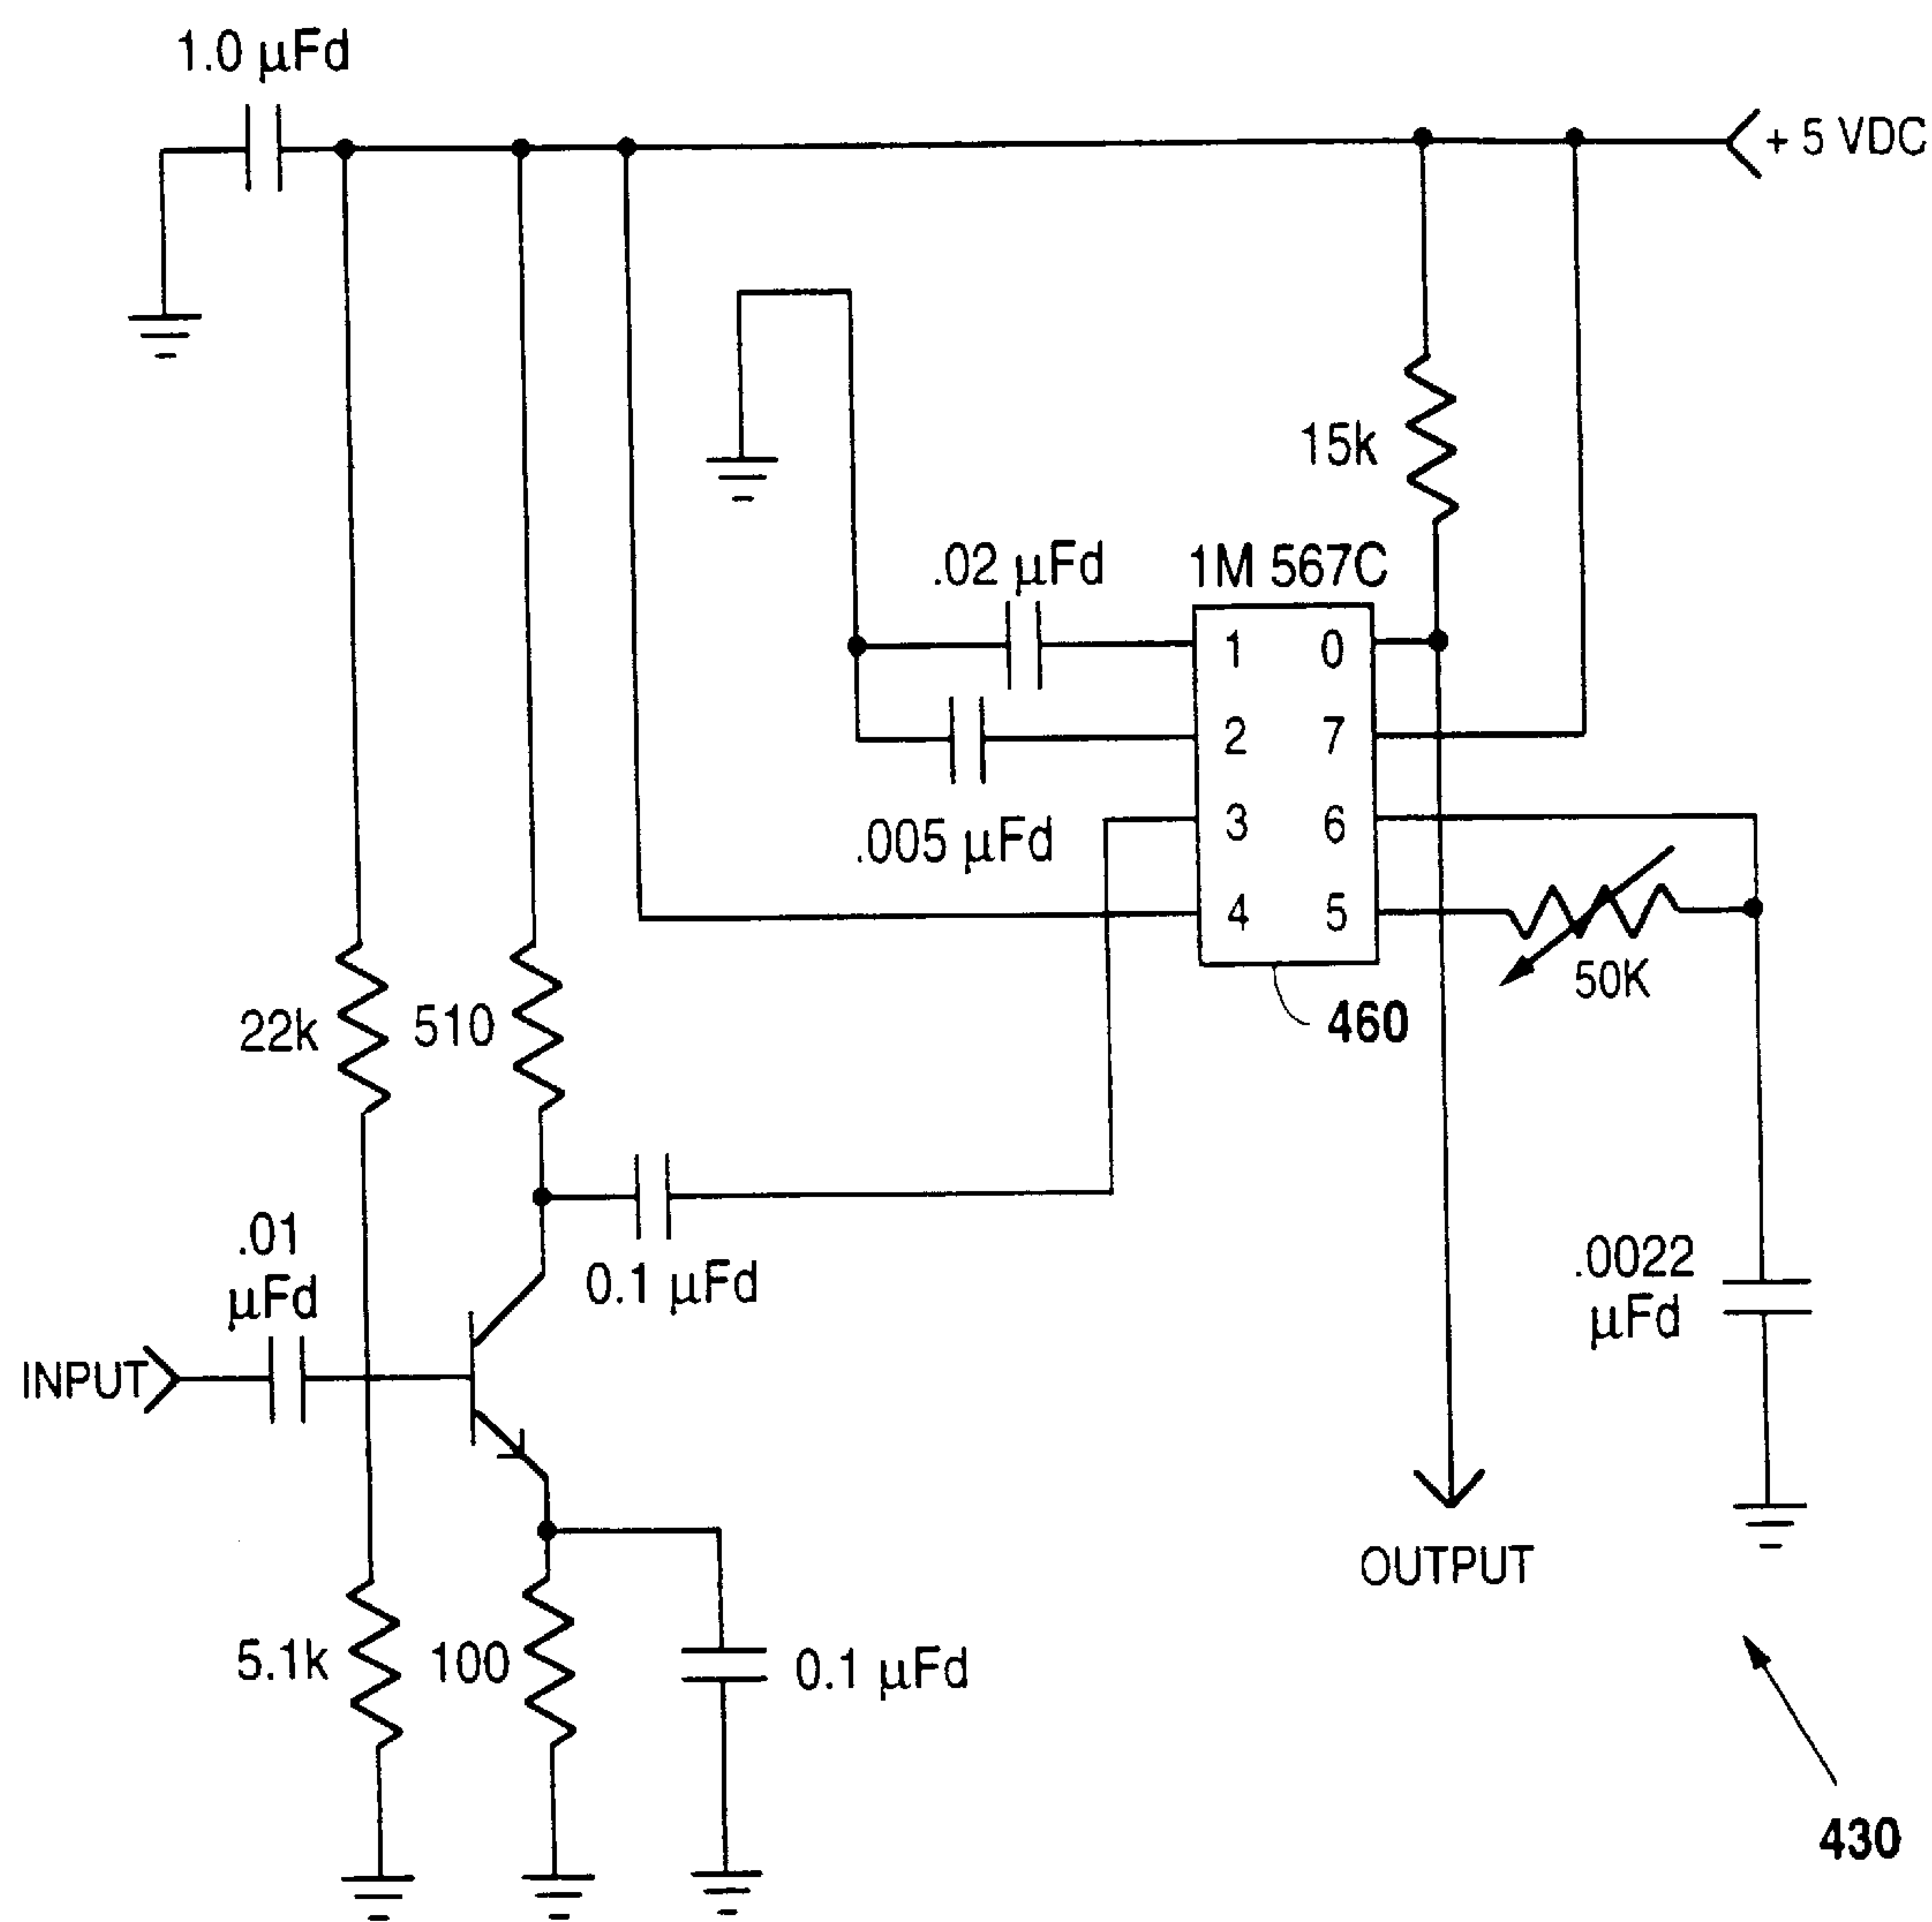 1.0 µFd
+ 5 VDC
15k
.02 µFd
1M 567C
1 0
2 7
3 6
4 5
.005 µFd
50K
460
22k
510
.01
µFd
0.1 µFd
.0022
µFd
INPUT
OUTPUT
5.1k
100
0.1 µFd
430